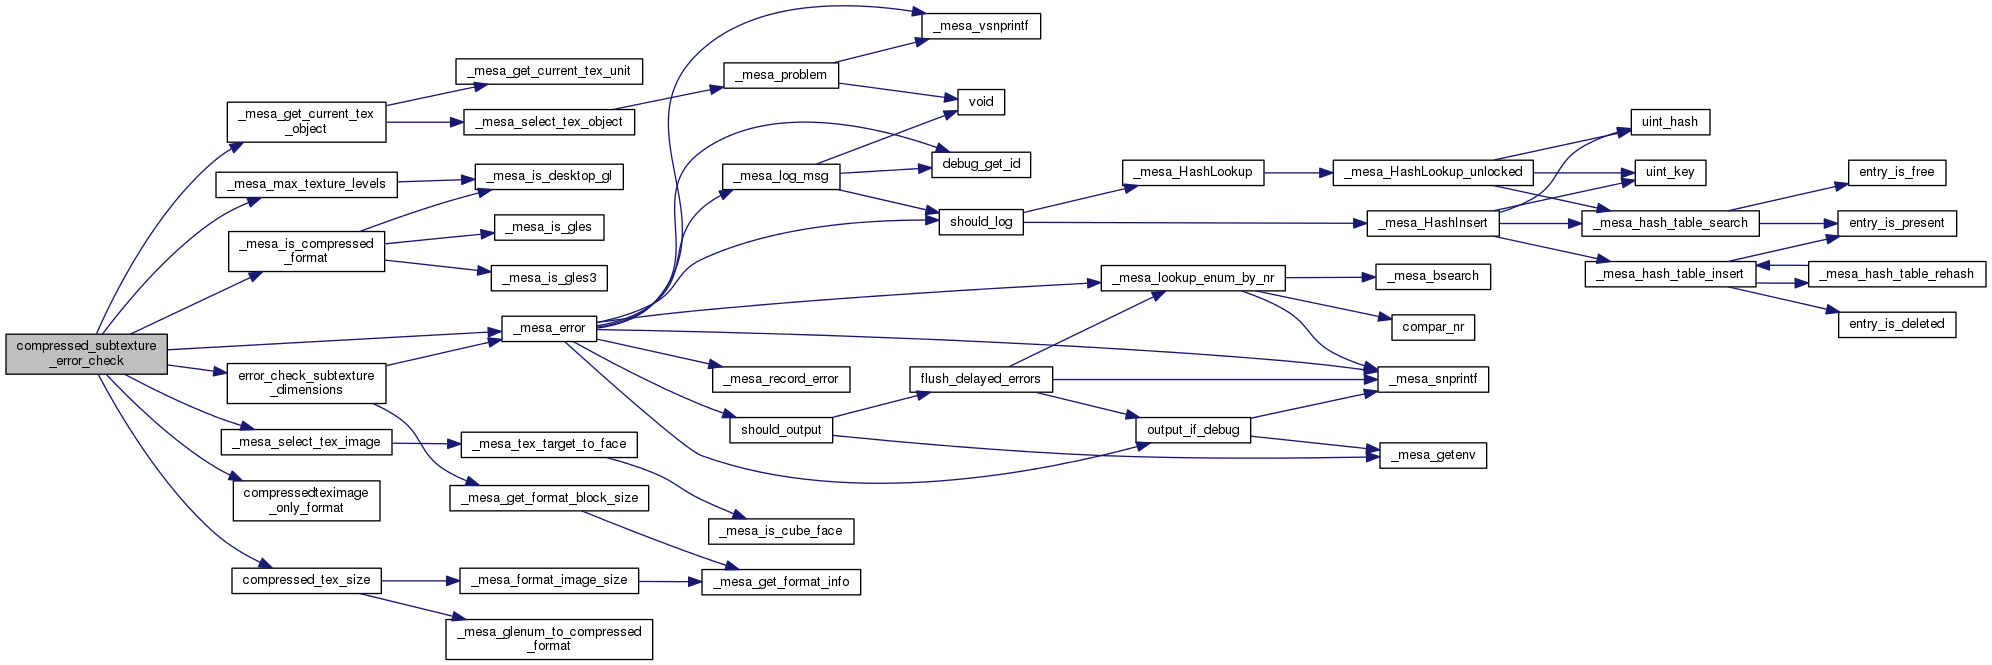 compressed_subtexture
_error_check
_mesa_get_current_tex
_object
_mesa_max_texture_levels
_mesa_is_compressed
_format
error_check_subtexture
_dimensions
_mesa_select_tex_image
compressedteximage
_only_format
compressed_tex_size
_mesa_get_current_tex_unit
_mesa_select_tex_object
_mesa_is_desktop_gl
_mesa_is_gles
_mesa_is_gles3
_mesa_error
_mesa_tex_target_to_face
_mesa_get_format_block_size
_mesa_format_image_size
_mesa_glenum_to_compressed
_format
_mesa_problem
_mesa_log_msg
_mesa_record_error
should_output
_mesa_is_cube_face
_mesa_get_format_info
_mesa_vsnprintf
void
debug_get_id
should_log
flush_delayed_errors
_mesa_HashLookup
_mesa_lookup_enum_by_nr
output_if_debug
_mesa_HashLookup_unlocked
_mesa_HashInsert
_mesa_bsearch
compar_nr
_mesa_snprintf
_mesa_getenv
uint_hash
uint_key
_mesa_hash_table_search
_mesa_hash_table_insert
entry_is_free
entry_is_present
_mesa_hash_table_rehash
entry_is_deleted